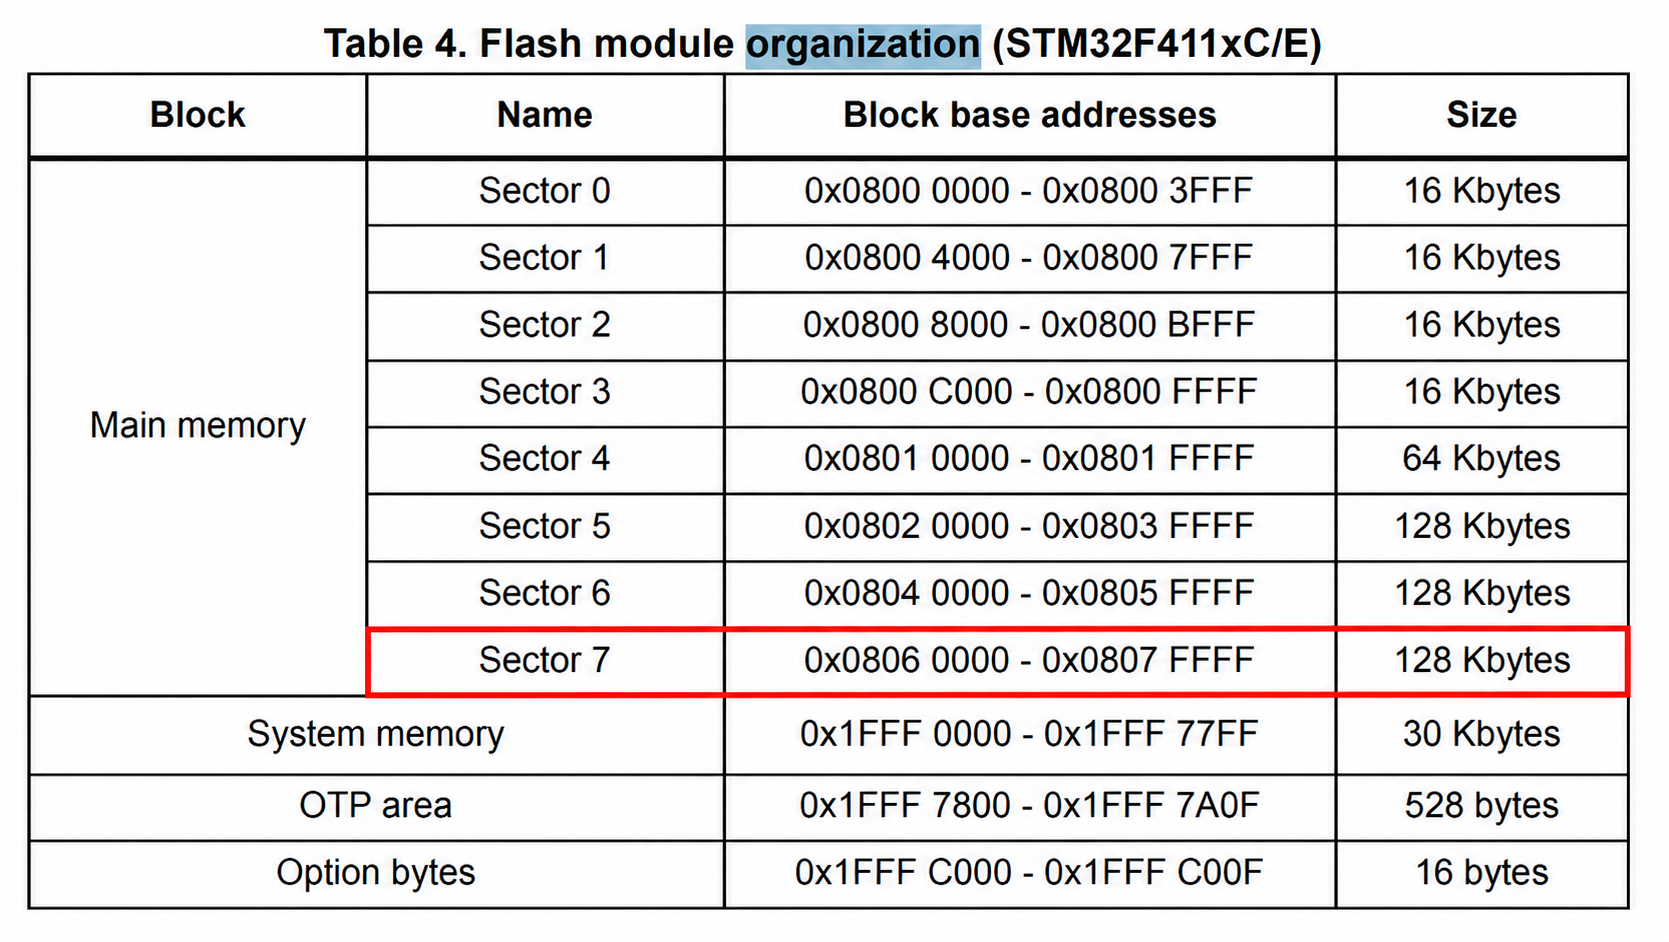 Table 4. Flash module organization (STM32F411xC/E)
Block Name Block base addresses Size
Main memory
Sector 0 0x0800 0000 - 0x0800 3FFF 16 Kbytes
Sector 1 0x0800 4000 - 0x0800 7FFF 16 Kbytes
Sector 2 0x0800 8000 - 0x0800 BFFF 16 Kbytes
Sector 3 0x0800 C000 - 0x0800 FFFF 16 Kbytes
Sector 4 0x0801 0000 - 0x0801 FFFF 64 Kbytes
Sector 5 0x0802 0000 - 0x0803 FFFF 128 Kbytes
Sector 6 0x0804 0000 - 0x0805 FFFF 128 Kbytes
Sector 7 0x0806 0000 - 0x0807 FFFF 128 Kbytes
System memory 0x1FFF 0000 - 0x1FFF 77FF 30 Kbytes
OTP area 0x1FFF 7800 - 0x1FFF 7A0F 528 bytes
Option bytes 0x1FFF C000 - 0x1FFF C00F 16 bytes